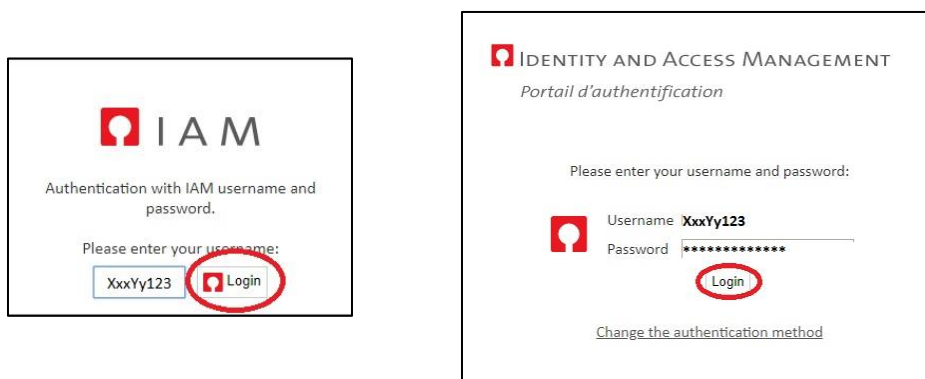 IAM
Authentication with IAM username and
password.
Please enter your username:
XxxYy123 Login
IDENTITY AND ACCESS MANAGEMENT
Portail d'authentification
Please enter your username and password:
Username XxxYy123
Password *************
Login
Change the authentication method